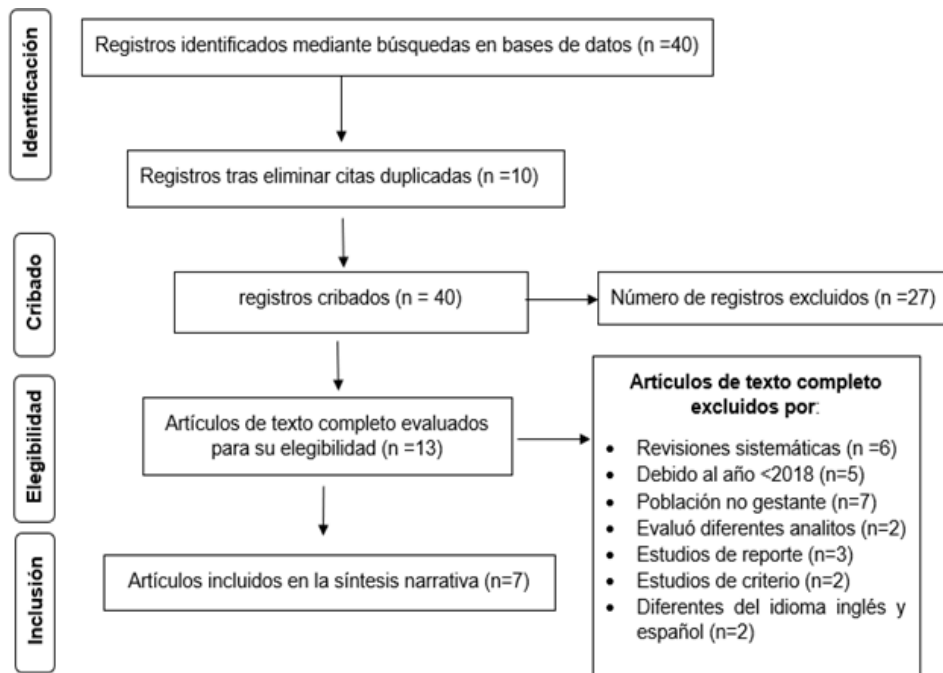 Identificación
Registros identificados mediante búsquedas en bases de datos (n =40)
Registros tras eliminar citas duplicadas (n =10)
Cribado
registros cribados (n = 40)
Número de registros excluidos (n =27)
Elegibilidad
Artículos de texto completo evaluados
para su elegibilidad (n =13)
Artículos de texto completo
excluidos por:
• Revisiones sistemáticas (n =6)
• Debido al año <2018 (n=5)
• Población no gestante (n=7)
• Evaluó diferentes analitos (n=2)
• Estudios de reporte (n=3)
• Estudios de criterio (n=2)
• Diferentes del idioma inglés y
español (n=2)
Inclusión
Artículos incluidos en la síntesis narrativa (n=7)